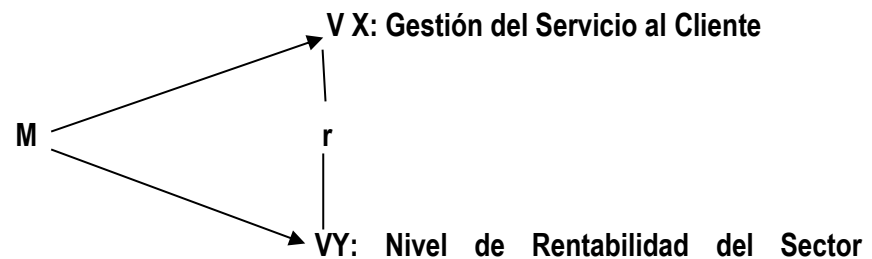 V X: Gestión del Servicio al Cliente
M
r
VY: Nivel de Rentabilidad del Sector